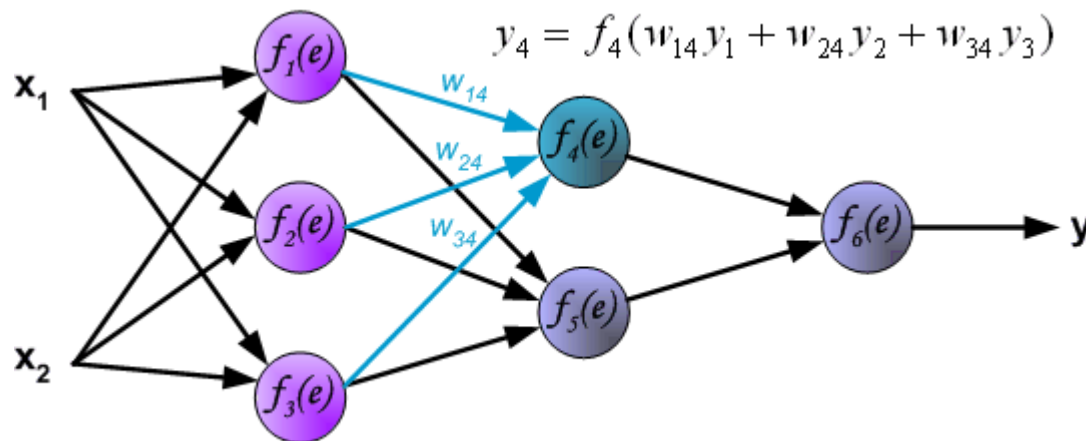 y₄ = f₄(w₁₄y₁ + w₂₄y₂ + w₃₄y₃)
f₁(e)
x₁
w₁₄
f₄(e)
w₂₄
f₂(e)
w₃₄
f₆(e)
y
f₅(e)
x₂
f₃(e)